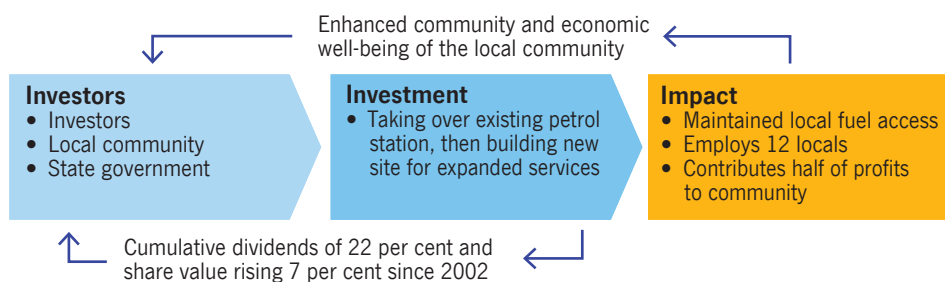 Enhanced community and economic
well-being of the local community
Investors
• Investors
• Local community
• State government
Investment
• Taking over existing petrol
station, then building new
site for expanded services
Impact
• Maintained local fuel access
• Employs 12 locals
• Contributes half of profits
to community
Cumulative dividends of 22 per cent and
share value rising 7 per cent since 2002